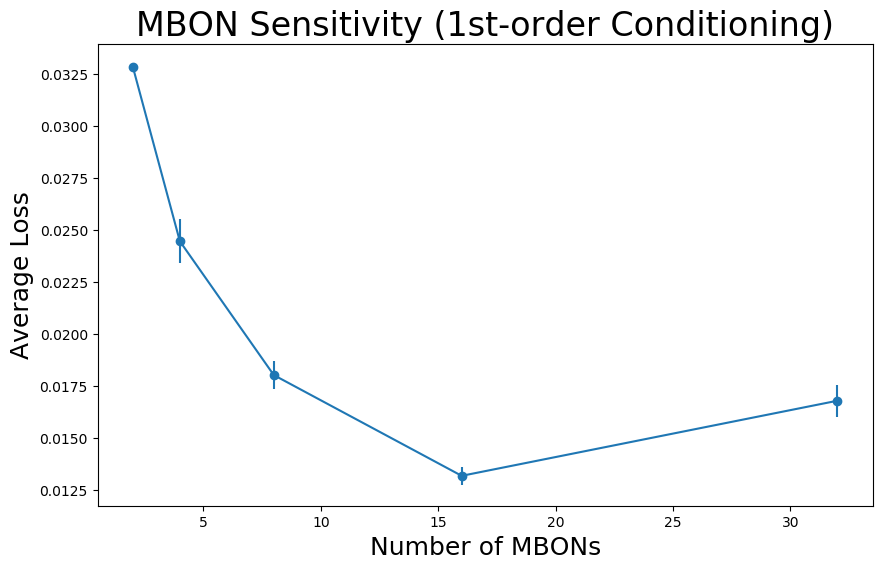 MBON Sensitivity (1st-order Conditioning)
Average Loss
0.0325
0.0300
0.0275
0.0250
0.0225
0.0200
0.0175
0.0150
0.0125
5 10 15 20 25 30
Number of MBONs